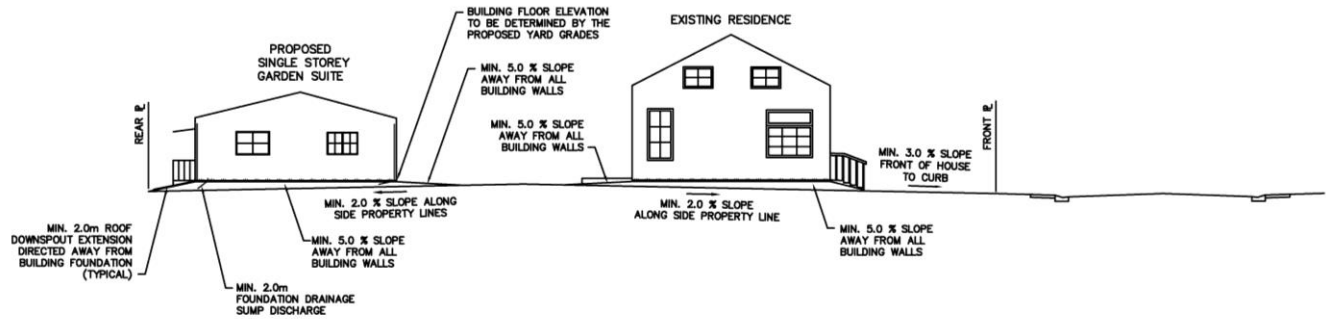 BUILDING FLOOR ELEVATION
TO BE DETERMINED BY THE
PROPOSED YARD GRADES
EXISTING RESIDENCE
PROPOSED
SINGLE STOREY
GARDEN SUITE
MIN. 5.0 % SLOPE
AWAY FROM ALL
BUILDING WALLS
REAR ℄
MIN. 5.0 % SLOPE
AWAY FROM ALL
BUILDING WALLS
FRONT ℄
MIN. 3.0 % SLOPE
FRONT OF HOUSE
TO CURB
MIN. 2.0 % SLOPE ALONG
SIDE PROPERTY LINES
MIN. 2.0 % SLOPE
ALONG SIDE PROPERTY LINE
MIN. 2.0m ROOF
DOWNSPOUT EXTENSION
DIRECTED AWAY FROM
BUILDING FOUNDATION
(TYPICAL)
MIN. 5.0 % SLOPE
AWAY FROM ALL
BUILDING WALLS
MIN. 5.0 % SLOPE
AWAY FROM ALL
BUILDING WALLS
MIN. 2.0m
FOUNDATION DRAINAGE
SUMP DISCHARGE